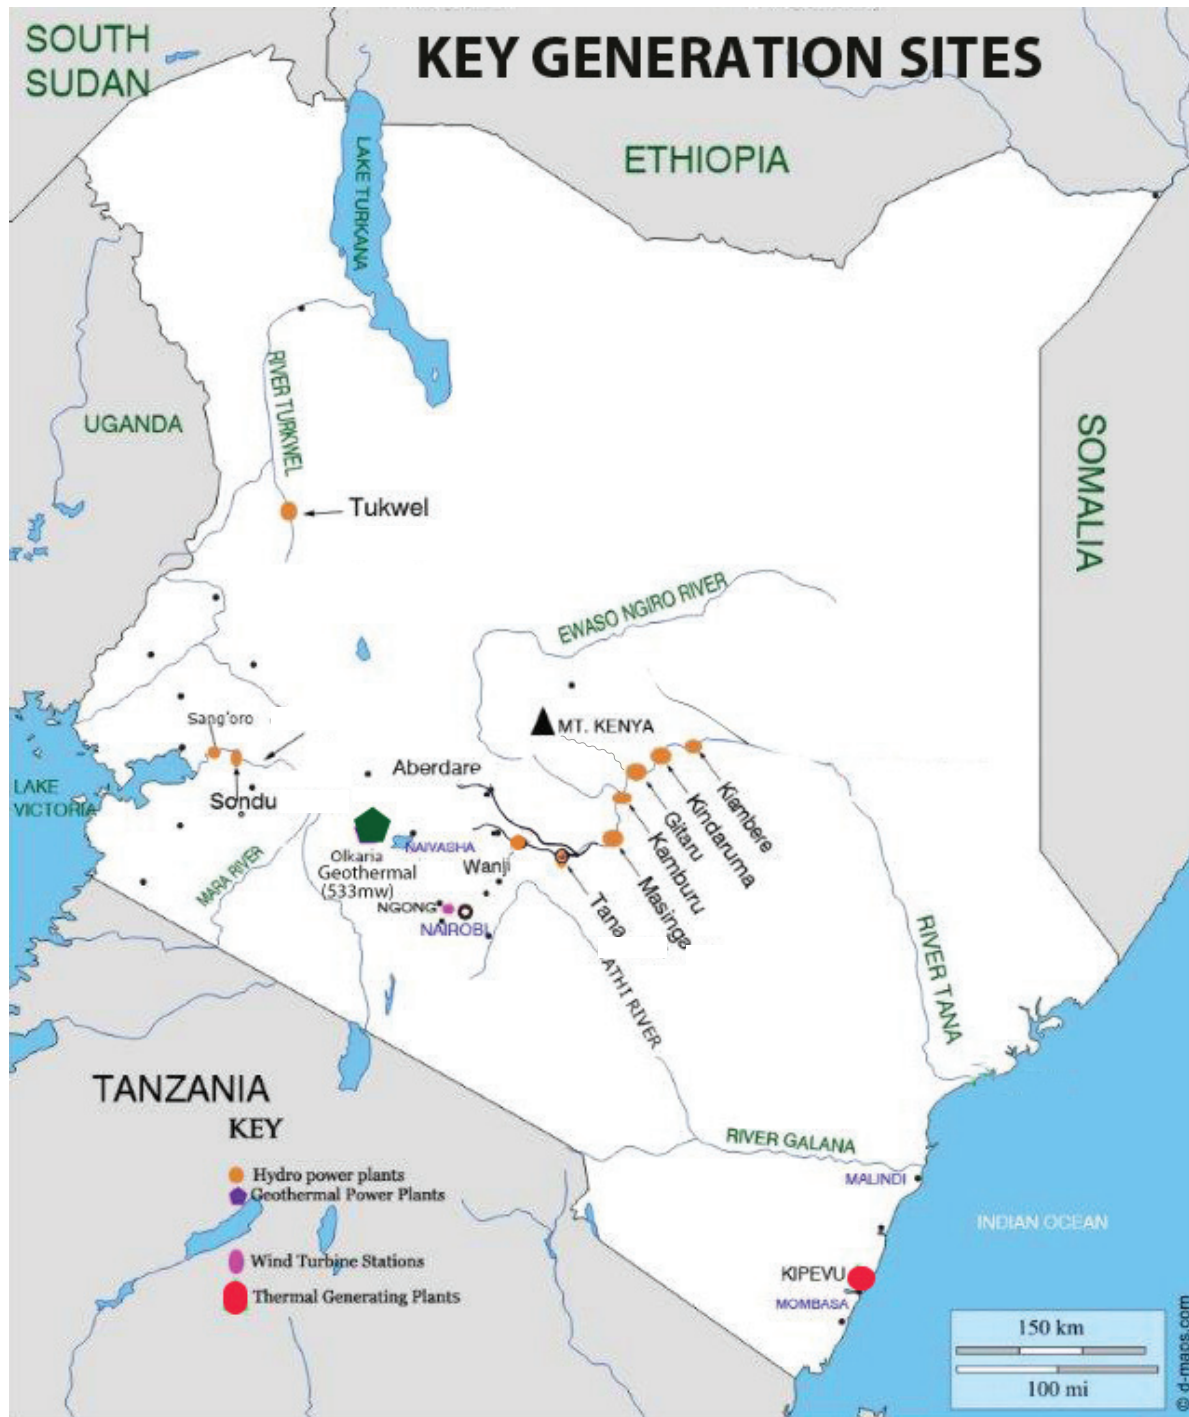 KEY GENERATION SITES
SOUTH
SUDAN
ETHIOPIA
LAKE TURKANA
UGANDA
RIVER TURKWEL
SOMALIA
Tukwel
EWASO NGIRO RIVER
Sang'oro
MT. KENYA
Aberdare
LAKE
VICTORIA
Sondu
Kiambere
Kindaruma
Gitaru
Kamburu
Masinga
Tana
NAIVASHA
Wanji
Olkaria
Geothermal
(533mw)
MARA RIVER
NGONG
NAIROBI
ATHI RIVER
RIVER TANA
TANZANIA
KEY
Hydro power plants
Geothermal Power Plants
Wind Turbine Stations
Thermal Generating Plants
RIVER GALANA
MALINDI
INDIAN OCEAN
KIPEVU
MOMBASA
150 km
100 mi
© d-maps.com